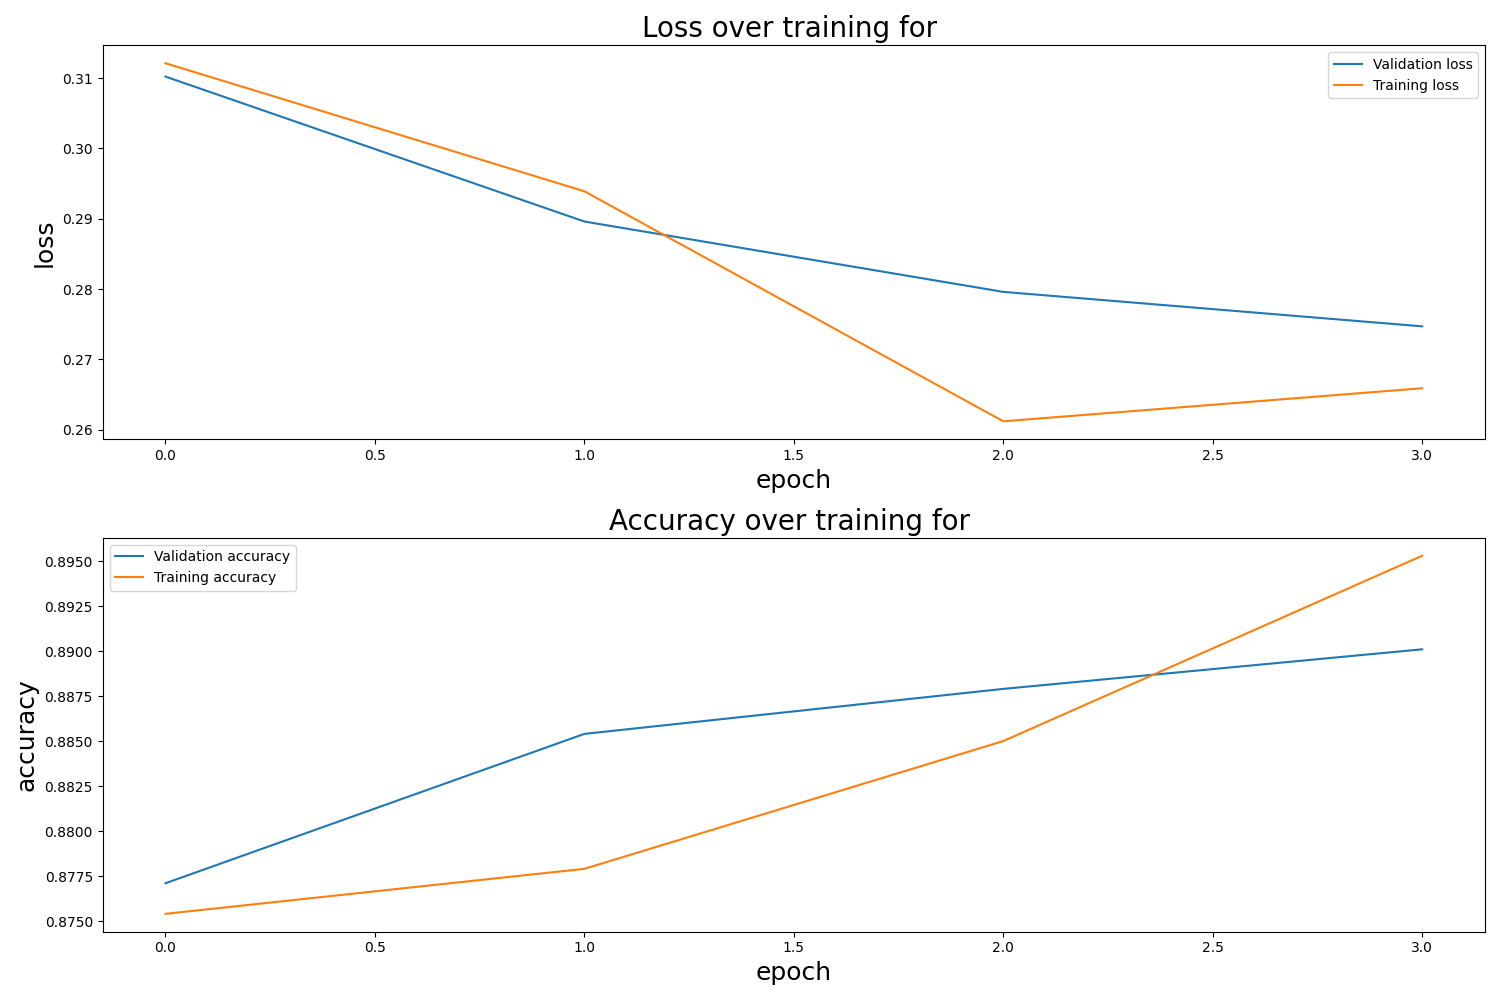 Loss over training for
Validation loss
Training loss
0.31
0.30
0.29
0.28
0.27
0.26
loss
0.0 0.5 1.0 1.5 2.0 2.5 3.0
epoch
Accuracy over training for
Validation accuracy
Training accuracy
0.8950
0.8925
0.8900
0.8875
0.8850
0.8825
0.8800
0.8775
0.8750
accuracy
0.0 0.5 1.0 1.5 2.0 2.5 3.0
epoch